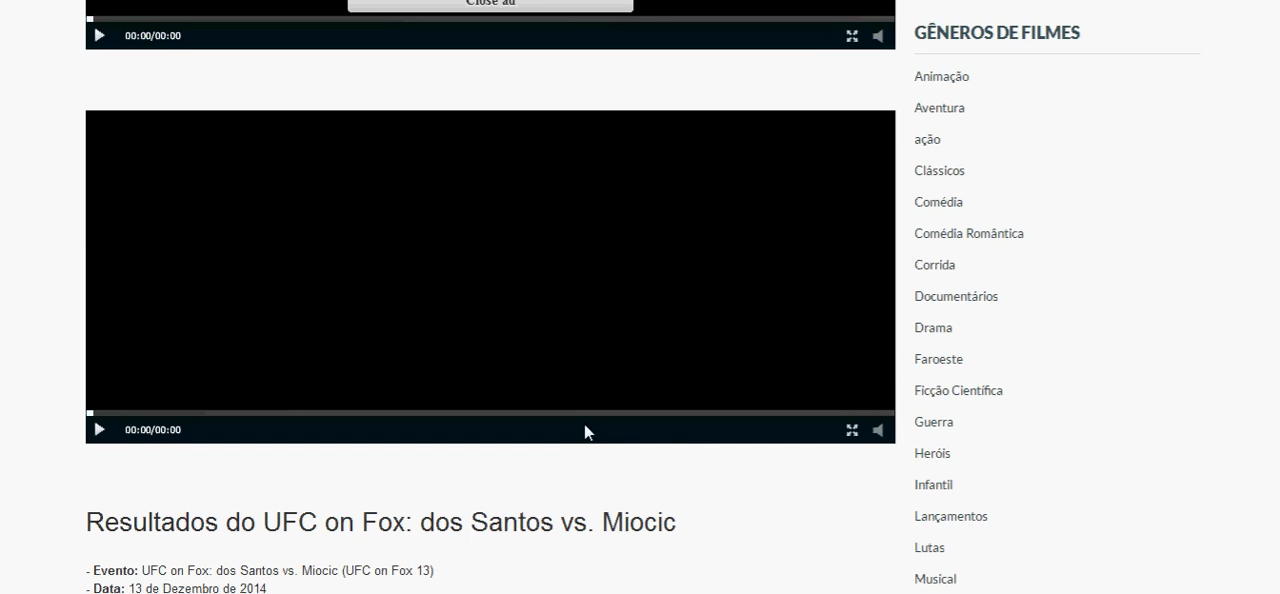 Close ad
00:00/00:00
00:00/00:00
Resultados do UFC on Fox: dos Santos vs. Miocic
- Evento: UFC on Fox: dos Santos vs. Miocic (UFC on Fox 13)
- Data: 13 de Dezembro de 2014
GÊNEROS DE FILMES
Animação
Aventura
ação
Clássicos
Comédia
Comédia Romântica
Corrida
Documentários
Drama
Faroeste
Ficção Científica
Guerra
Heróis
Infantil
Lançamentos
Lutas
Musical